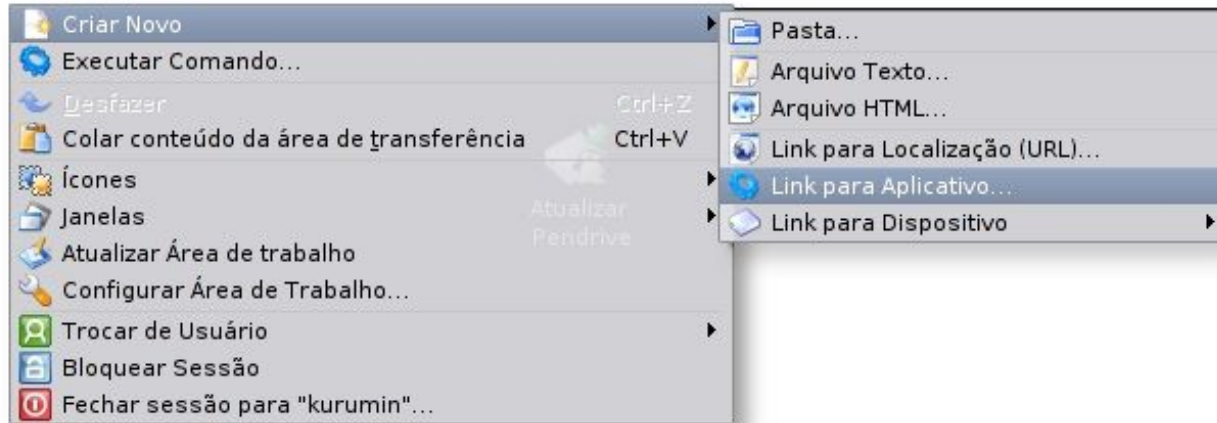 Criar Novo
Executar Comando...
Desfazer Ctrl+Z
Colar conteúdo da área de transferência Ctrl+V
Ícones
Janelas
Atualizar Área de trabalho
Configurar Área de Trabalho...
Trocar de Usuário
Bloquear Sessão
Fechar sessão para "kurumin"...
Atualizar
Pendrive
Pasta...
Arquivo Texto...
Arquivo HTML...
Link para Localização (URL)...
Link para Aplicativo...
Link para Dispositivo